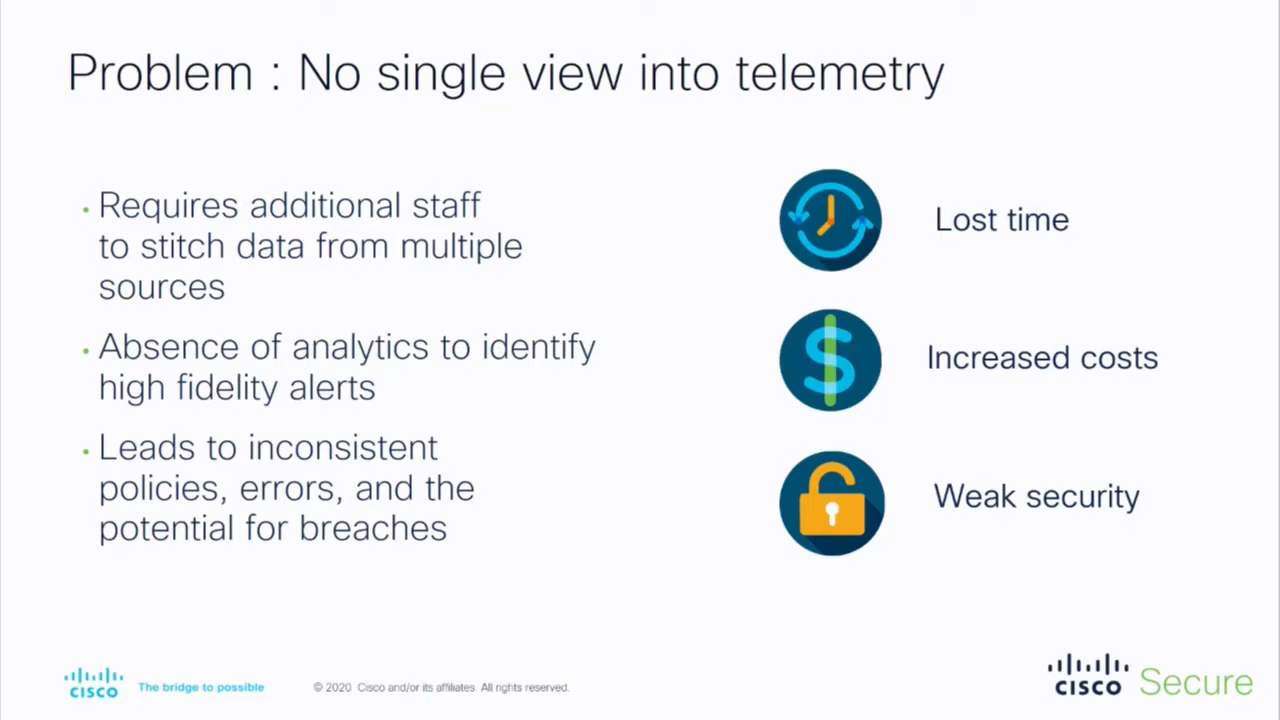 Problem : No single view into telemetry
• Requires additional staff
to stitch data from multiple
sources
• Absence of analytics to identify
high fidelity alerts
• Leads to inconsistent
policies, errors, and the
potential for breaches
Lost time
$
Increased costs
Weak security
CISCO
The bridge to possible
© 2020 Cisco and/or its affiliates. All rights reserved.
CISCO Secure